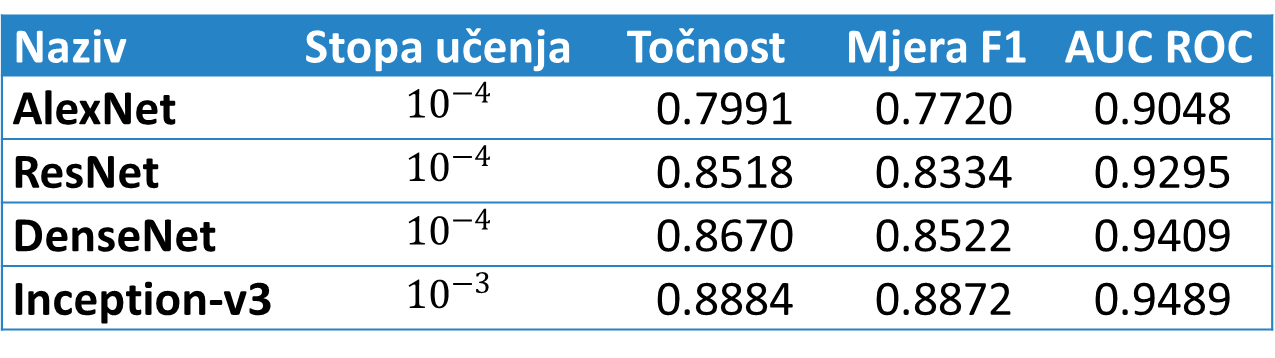 Naziv Stopa učenja Točnost Mjera F1 AUC ROC
AlexNet 10⁻⁴ 0.7991 0.7720 0.9048
ResNet 10⁻⁴ 0.8518 0.8334 0.9295
DenseNet 10⁻⁴ 0.8670 0.8522 0.9409
Inception-v3 10⁻³ 0.8884 0.8872 0.9489